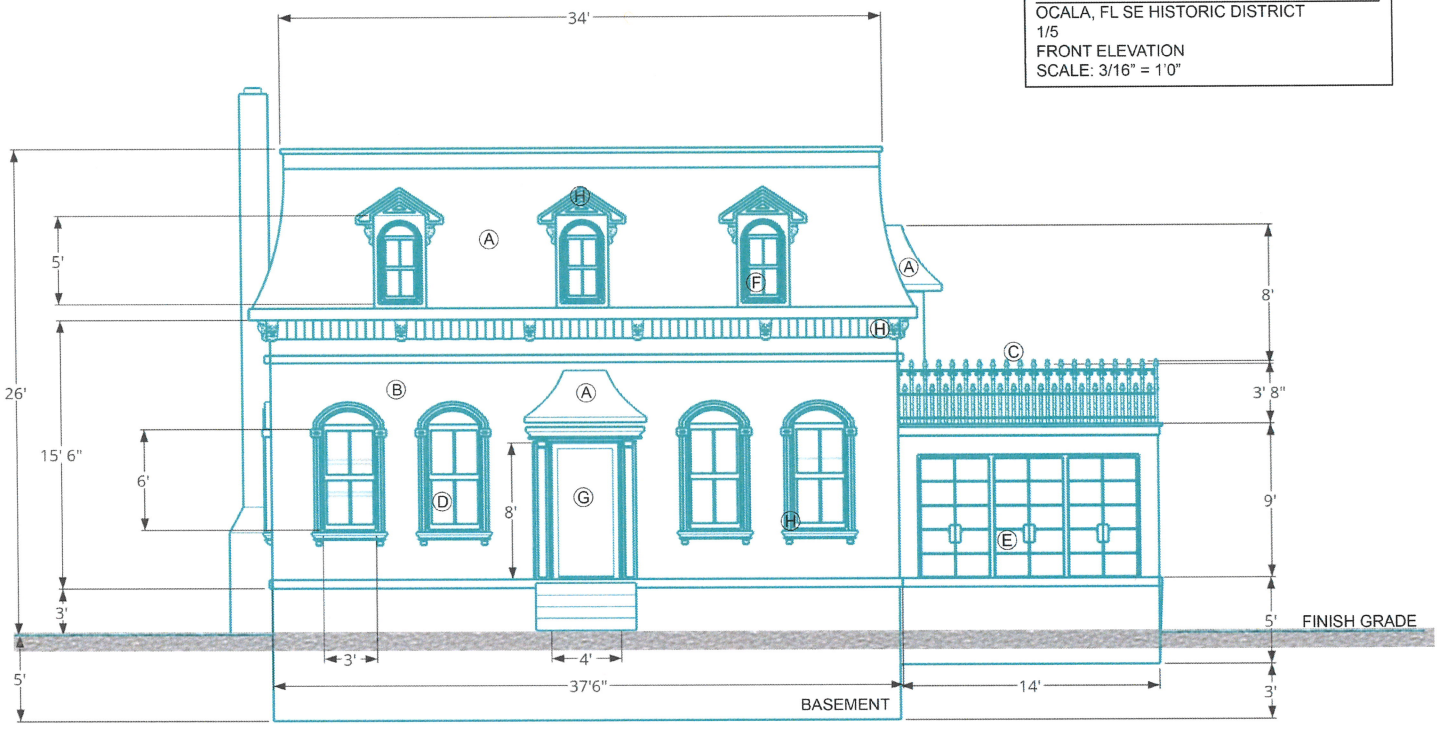 34'
OCALA, FL SE HISTORIC DISTRICT
1/5
FRONT ELEVATION
SCALE: 3/16" = 1'0"
H
A
5'
F
A
8'
H
C
26'
B
A
3' 8"
15' 6"
6'
D
8'
G
H
9'
E
3'
5'
FINISH GRADE
3'
4'
5'
37'6"
14'
3'
BASEMENT